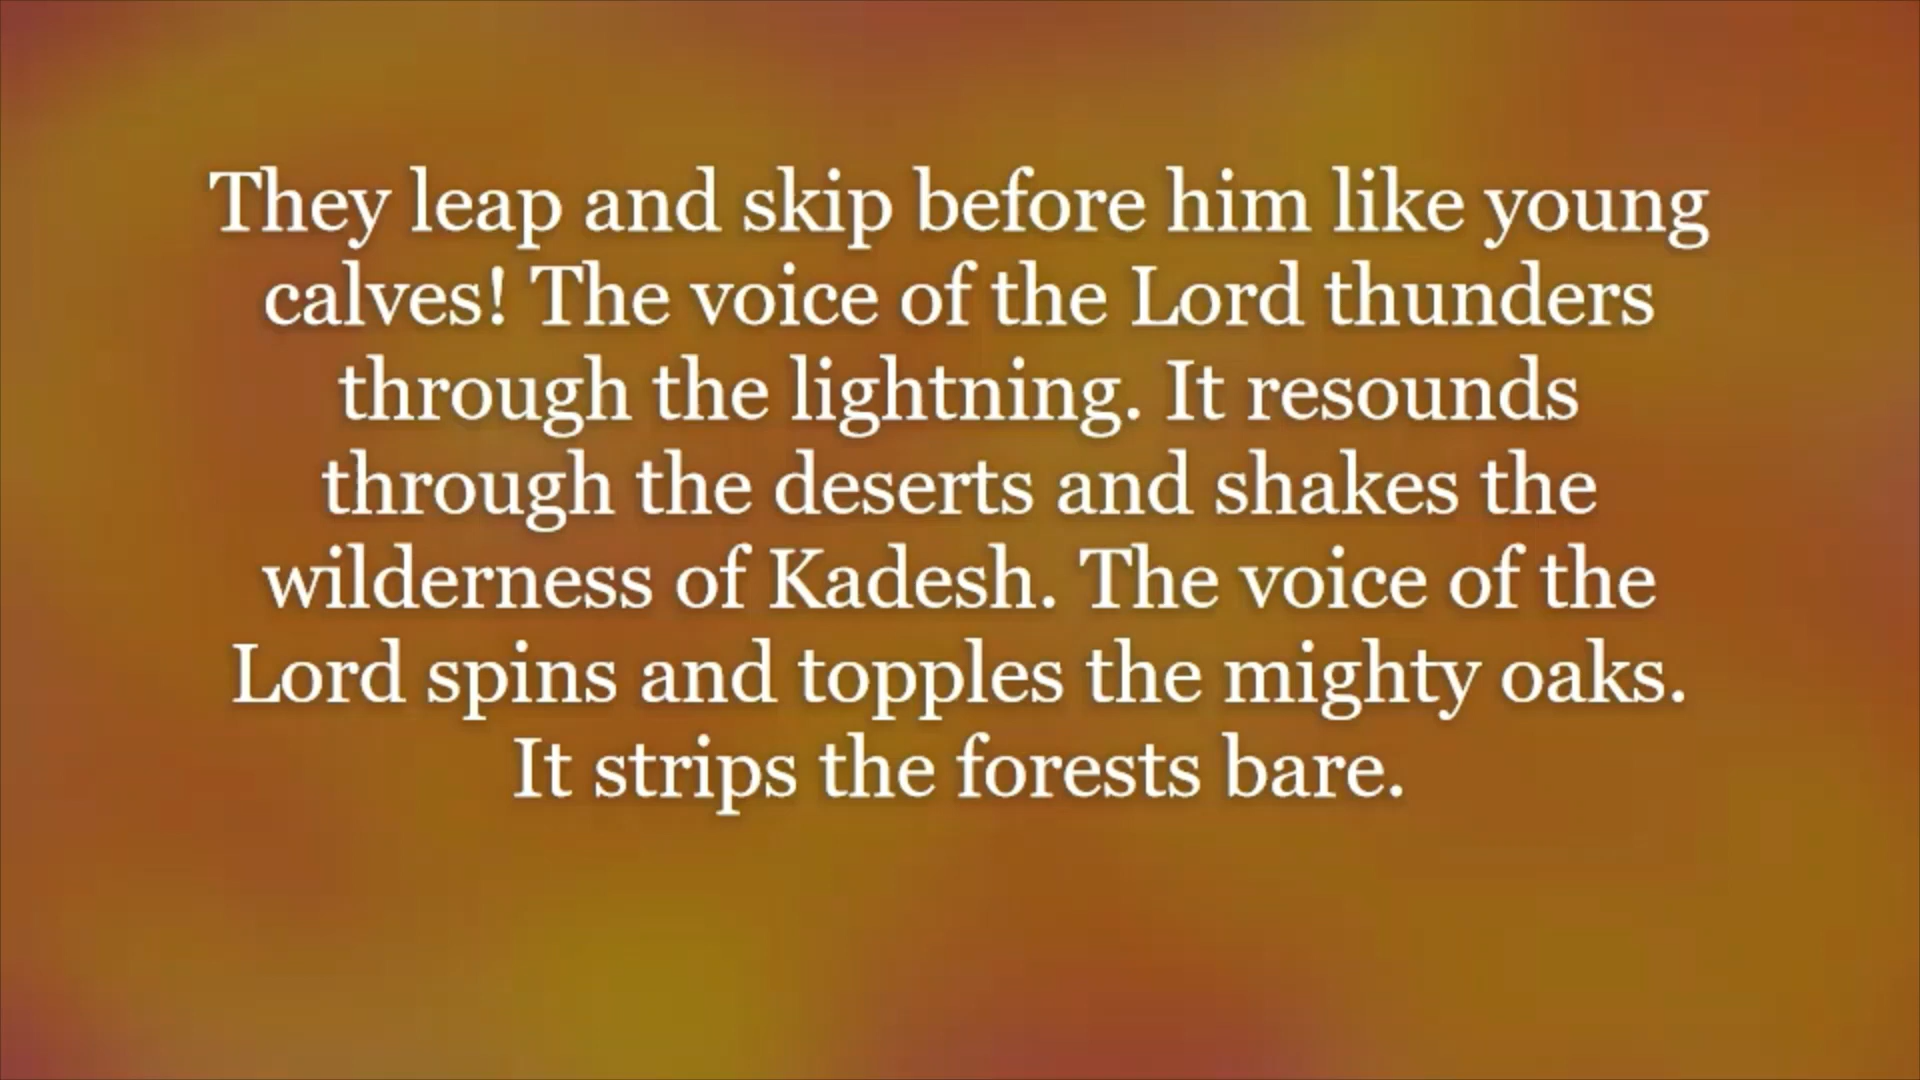 They leap and skip before him like young
calves! The voice of the Lord thunders
through the lightning. It resounds
through the deserts and shakes the
wilderness of Kadesh. The voice of the
Lord spins and topples the mighty oaks.
It strips the forests bare.